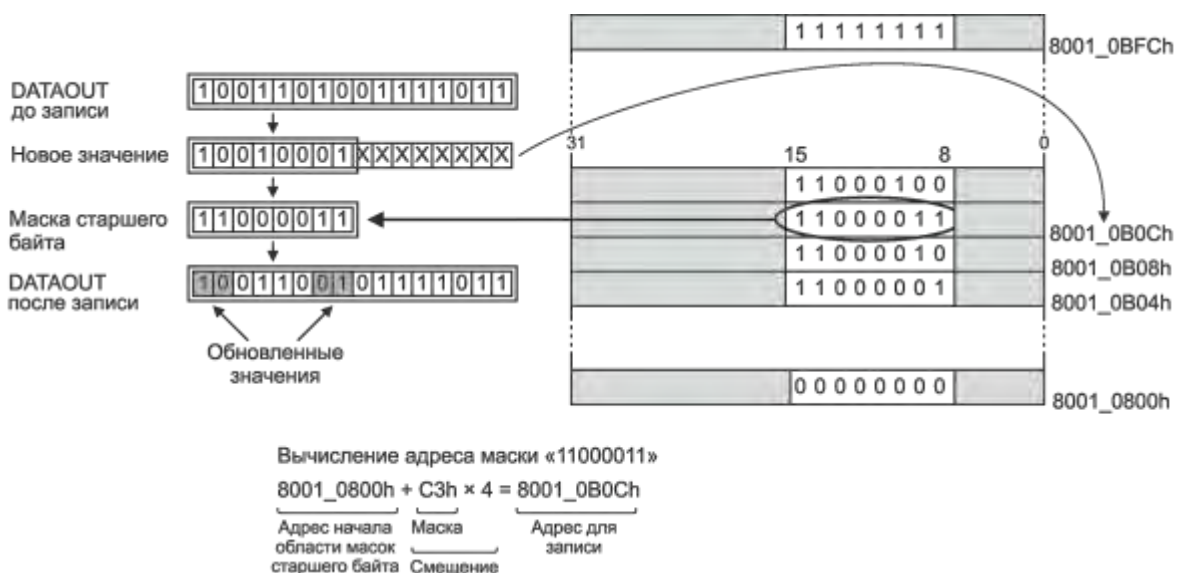 DATAOUT
до записи
1001101001111011
Новое значение
10010001XXXXXXXX
Маска старшего
байта
11000011
DATAOUT
после записи
1001100101111011
Обновленные
значения
11111111
8001_0BFCh
31
15
8
0
11000100
11000011
8001_0B0Ch
11000010
8001_0B08h
11000001
8001_0B04h
00000000
8001_0800h
Вычисление адреса маски «11000011»
8001_0800h + C3h × 4 = 8001_0B0Ch
Адрес начала
области масок
старшего байта
Маска
Смещение
Адрес для
записи